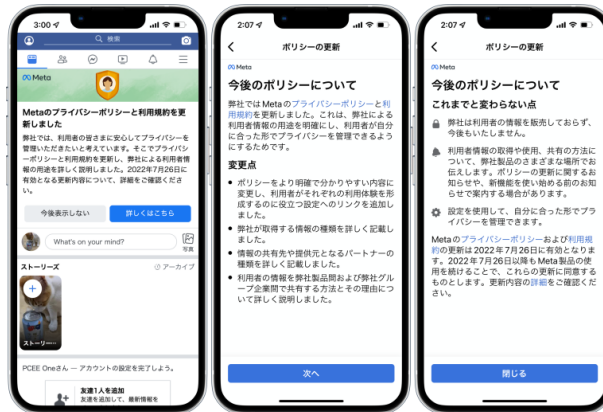 3:00
検索
Meta
Metaのプライバシーポリシーと利用規約を更
新しました
弊社では、利用者の皆さまに安心してプライバシーを
管理いただきたいと考えています。そこでプライバシ
ーポリシーと利用規約を更新し、弊社による利用者情
報の用途を詳しく説明しました。2022年7月26日に
有効となる更新内容について、詳細をご確認くださ
い。
今後表示しない
詳しくはこちら
What's on your mind?
写真
ストーリーズ
アーカイブ
ストーリー…
PCEE Oneさん — アカウントの設定を完了しよう。
友達1人を追加
友達を追加して、最新情報を
2:07
ポリシーの更新
Meta
今後のポリシーについて
弊社ではMetaのプライバシーポリシーと利
用規約を更新しました。これは、弊社による
利用者情報の用途を明確にし、利用者が自分
に合った形でプライバシーを管理できるよう
にするためです。
変更点
• ポリシーをより明確で分かりやすい内容に
変更し、利用者がそれぞれの利用体験を形
成するのに役立つ設定へのリンクを追加し
ました。
• 弊社が取得する情報の種類を詳しく記載し
ました。
• 情報の共有先や提供元となるパートナーの
種類を詳しく記載しました。
• 利用者の情報を弊社製品間および弊社グル
ープ企業間で共有する方法とその理由につ
いて詳しく説明しました。
次へ
2:07
ポリシーの更新
Meta
今後のポリシーについて
これまでと変わらない点
弊社は利用者の情報を販売しておらず、
今後もいたしません。
利用者情報の取得や使用、共有の方法に
ついて、弊社製品のさまざまな場所でお
伝えします。ポリシーの更新に関するお
知らせや、新機能を使い始める前のお知
らせで案内する場合があります。
設定を使用して、自分に合った形でプラ
イバシーを管理できます。
Metaのプライバシーポリシーおよび利用規
約の更新は2022年7月26日に有効となりま
す。2022年7月26日以降もMeta製品の使
用を続けることで、これらの更新に同意する
ものとします。更新内容の詳細をご確認くだ
さい。
閉じる